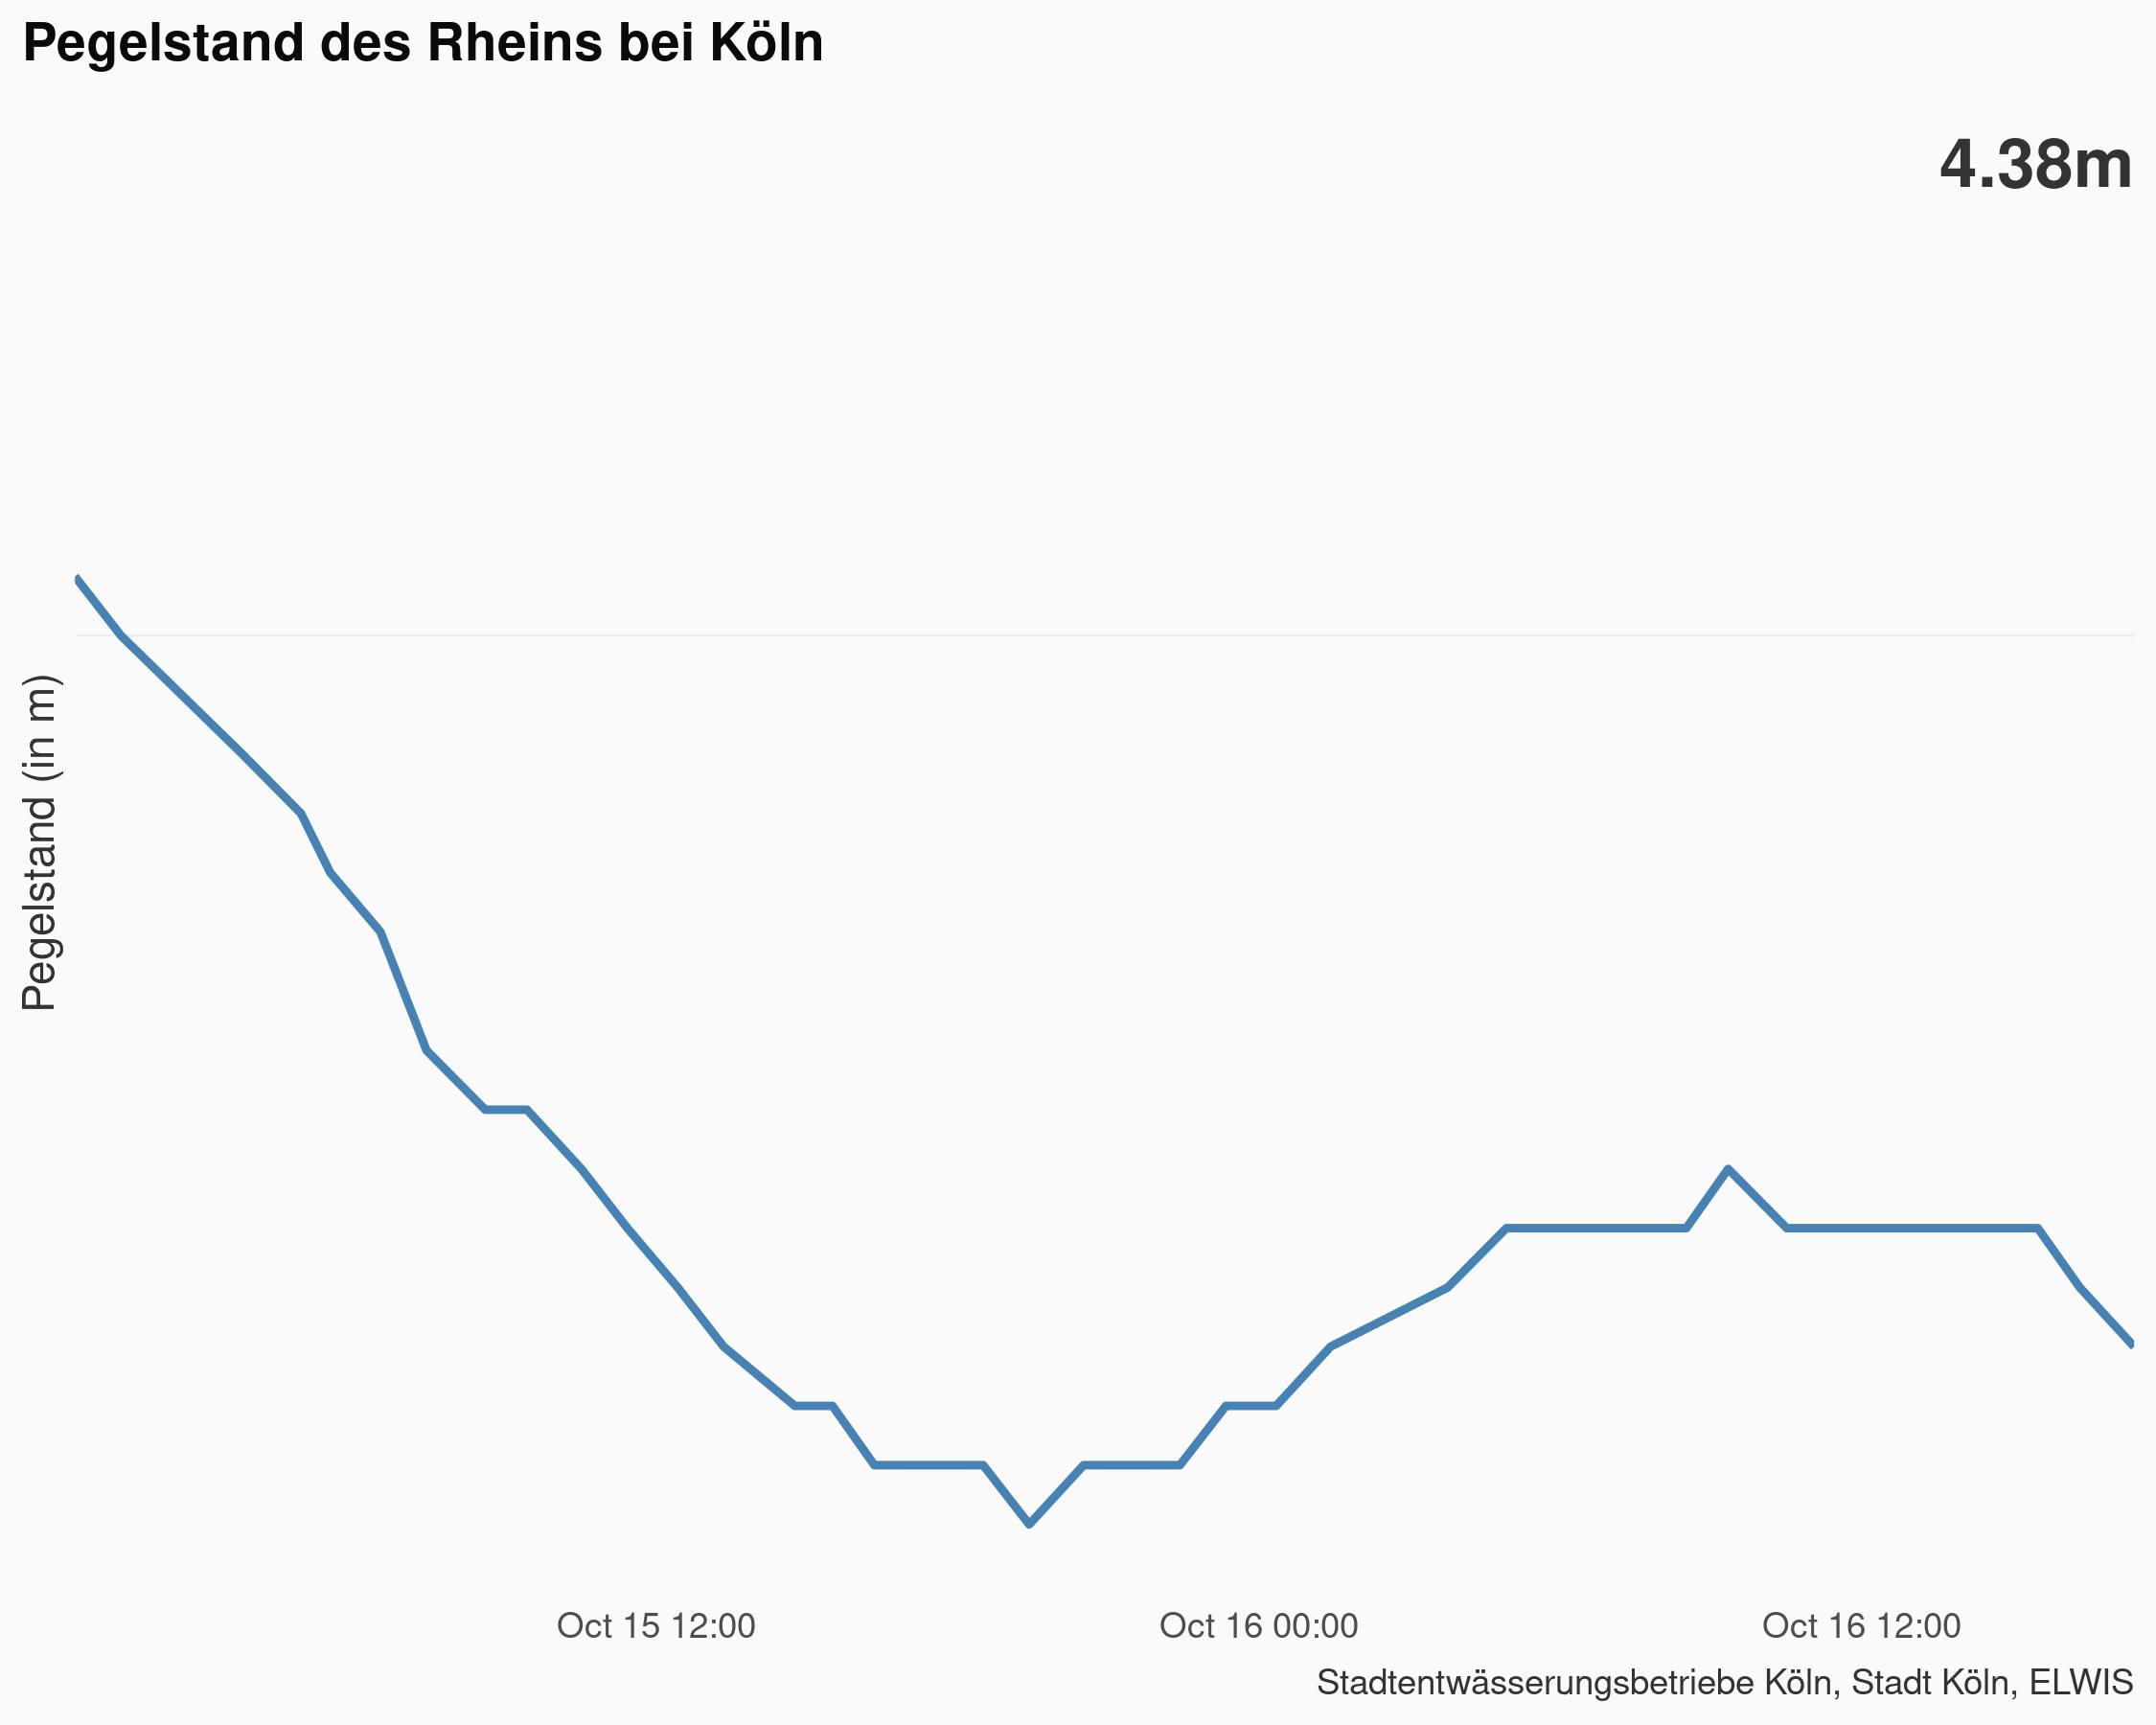 Pegelstand des Rheins bei Köln
4.38m
Pegelstand (in m)
Oct 15 12:00
Oct 16 00:00
Oct 16 12:00
Stadtentwässerungsbetriebe Köln, Stadt Köln, ELWIS